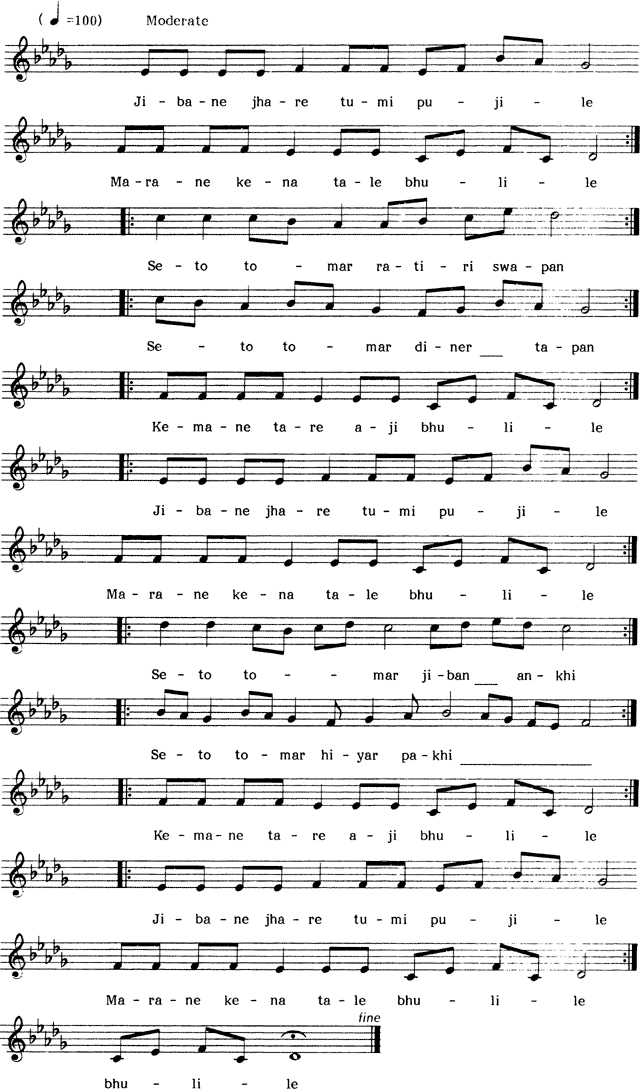 ( ♩ =100) Moderate
Ji - ba - ne jha - re tu - mi pu - ji - le
Ma - ra - ne ke - na ta - le bhu - li - le
Se - to to - mar ra - ti - ri swa - pan
Se - to to - mar di - ner ___ ta - pan
Ke - ma - ne ta - re a - ji bhu - li - le
Ji - ba - ne jha - re tu - mi pu - ji - le
Ma - ra - ne ke - na ta - le bhu - li - le
Se - to to - - mar ji - ban ___ an - khi
Se - to to - mar hi - yar pa - khi ___
Ke - ma - ne ta - re a - ji bhu - li - le
Ji - ba - ne jha - re tu - mi pu - ji - le
Ma - ra - ne ke - na ta - le bhu - li - le
fine
bhu - li - le